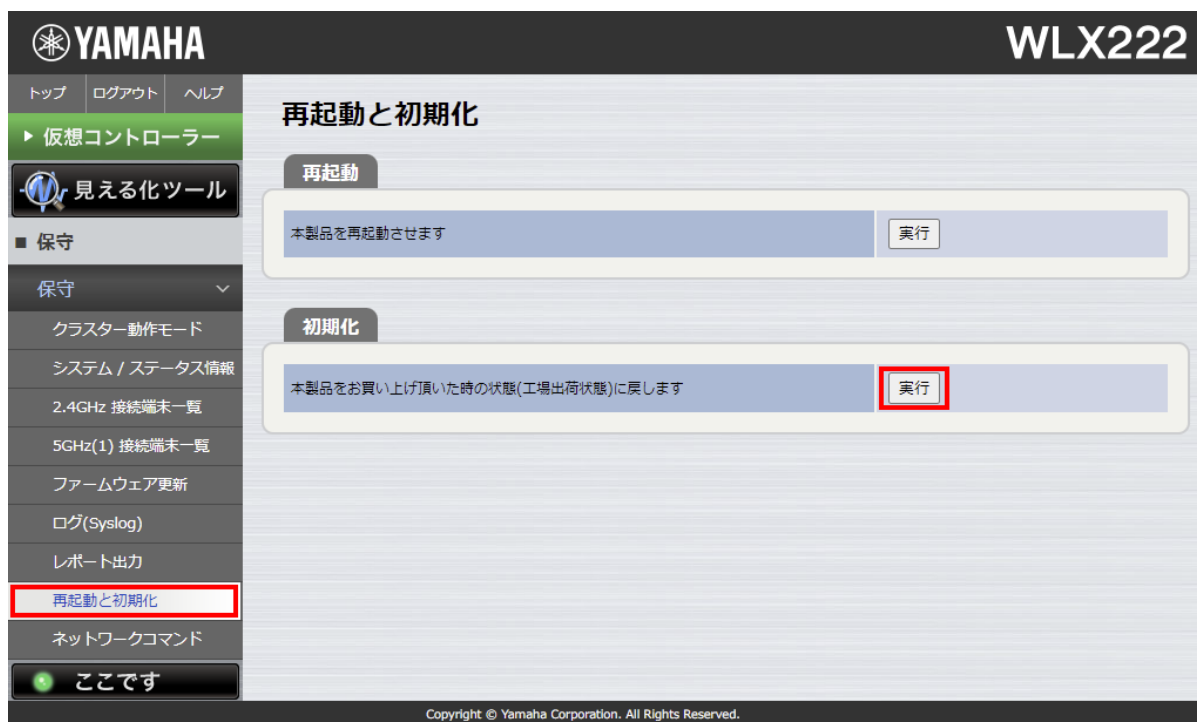 YAMAHA
WLX222
トップ ログアウト ヘルプ
仮想コントローラー
見える化ツール
保守
保守
クラスター動作モード
システム / ステータス情報
2.4GHz 接続端末一覧
5GHz(1) 接続端末一覧
ファームウェア更新
ログ(Syslog)
レポート出力
再起動と初期化
ネットワークコマンド
ここです
再起動と初期化
再起動
本製品を再起動させます 実行
初期化
本製品をお買い上げ頂いた時の状態(工場出荷状態)に戻します 実行
Copyright © Yamaha Corporation. All Rights Reserved.